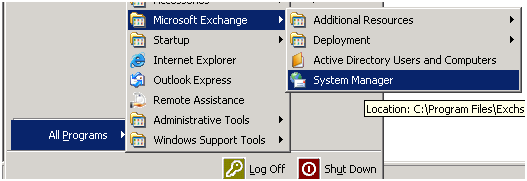 Accessories
Microsoft Exchange
Startup
Internet Explorer
Outlook Express
Remote Assistance
Administrative Tools
Windows Support Tools
Additional Resources
Deployment
Active Directory Users and Computers
System Manager
Location: C:\Program Files\Exchs
All Programs
Log Off
Shut Down